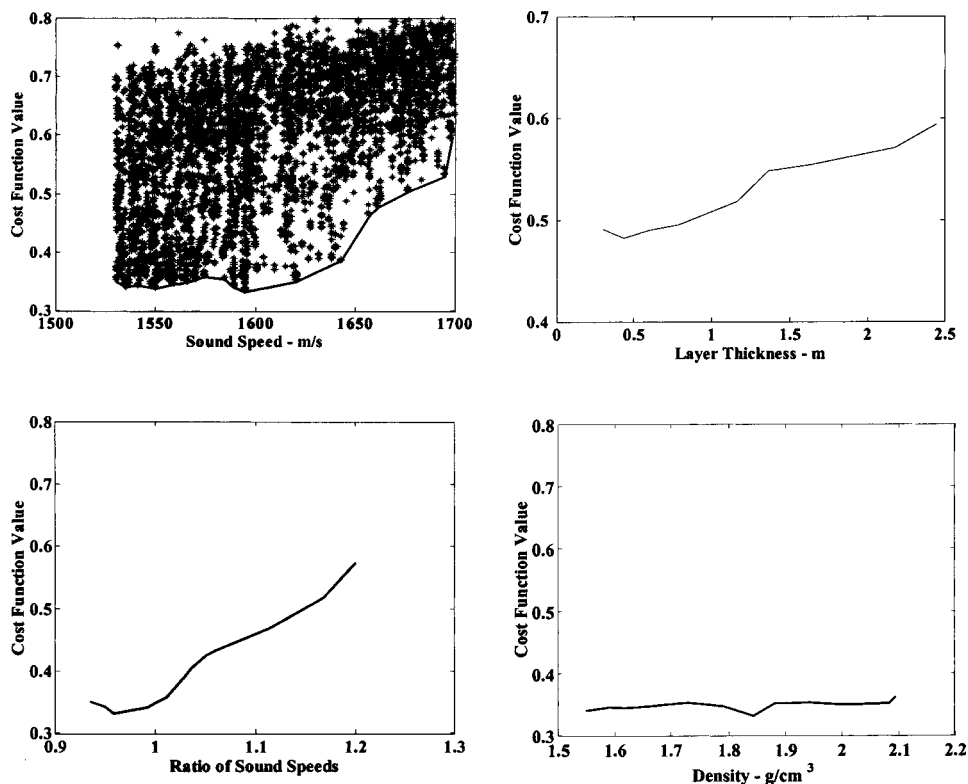 0.8
0.7
0.6
0.5
0.4
0.3
Cost Function Value
1500 1550 1600 1650 1700
Sound Speed - m/s
0.7
0.6
0.5
0.4
Cost Function Value
0 0.5 1 1.5 2 2.5
Layer Thickness - m
0.8
0.7
0.6
0.5
0.4
0.3
Cost Function Value
0.9 1 1.1 1.2 1.3
Ratio of Sound Speeds
0.8
0.7
0.6
0.5
0.4
0.3
Cost Function Value
1.5 1.6 1.7 1.8 1.9 2 2.1 2.2
Density - g/cm 3